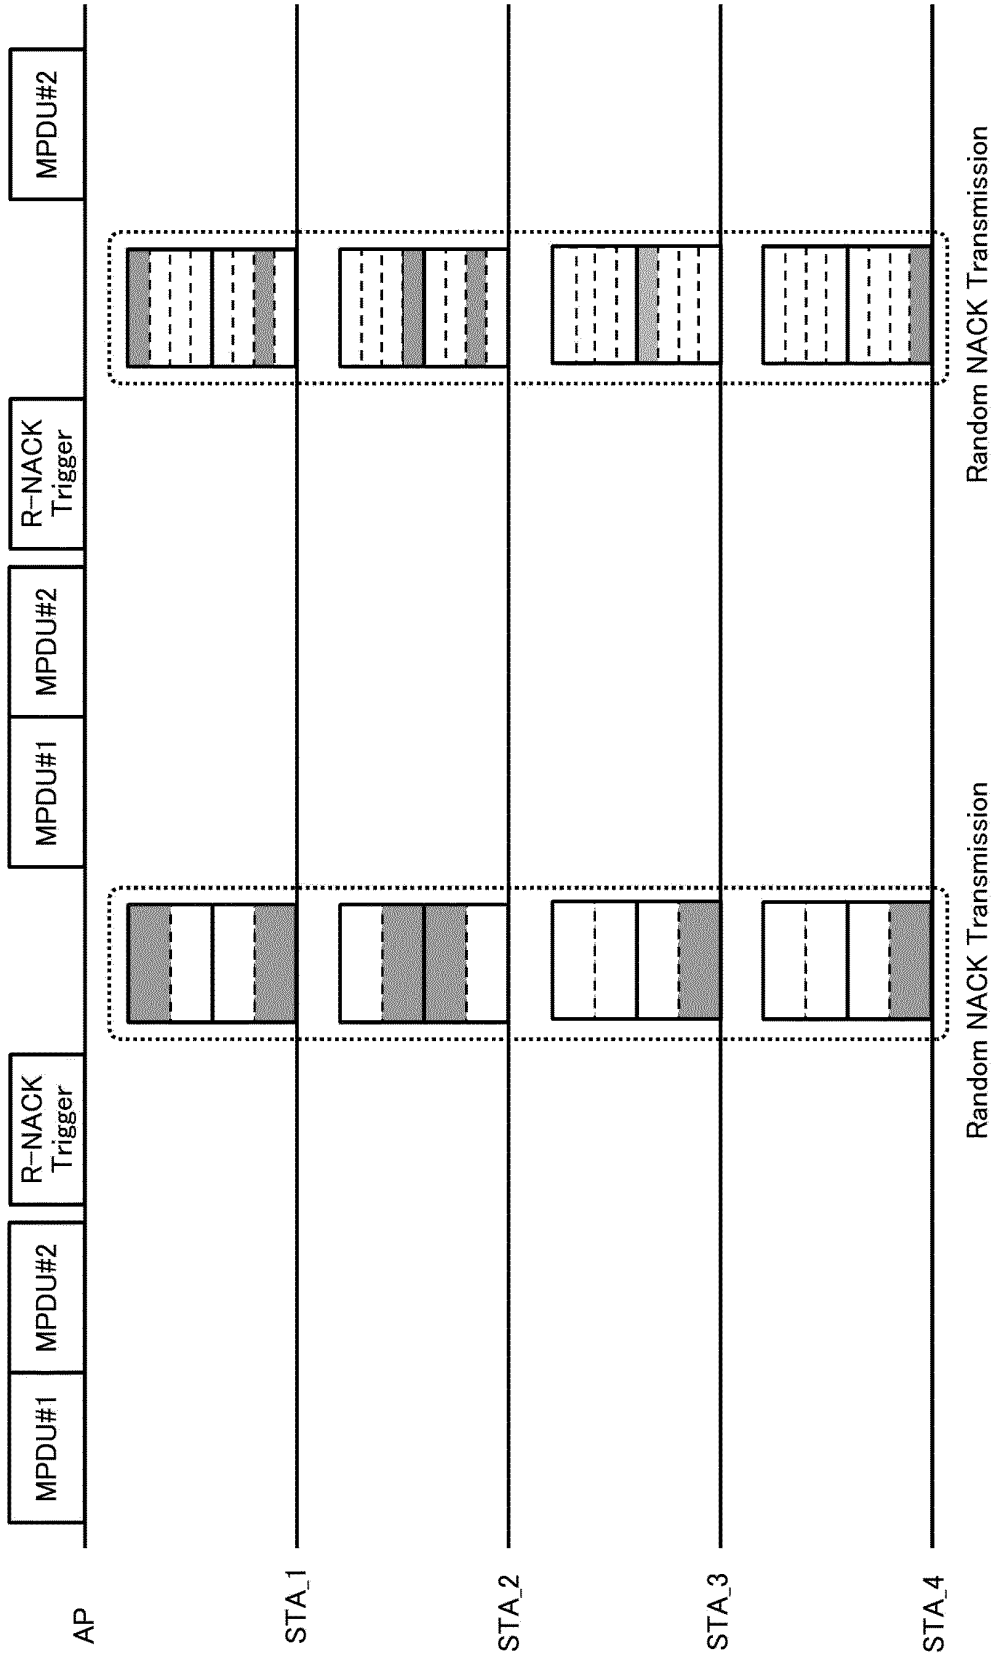 AP
MPDU#1
MPDU#2
R-NACK
Trigger
MPDU#1
MPDU#2
R-NACK
Trigger
MPDU#2
STA_1
STA_2
STA_3
STA_4
Random NACK Transmission
Random NACK Transmission